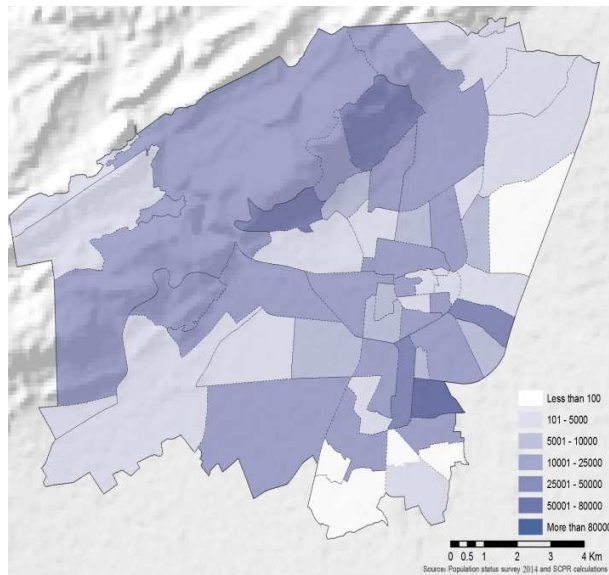 Less than 100
101 - 5000
5001 - 10000
10001 - 25000
25001 - 50000
50001 - 80000
More than 80000
0 0.5 1 2 3 4 Km
Source: Population status survey 2014 and SCPR calculations